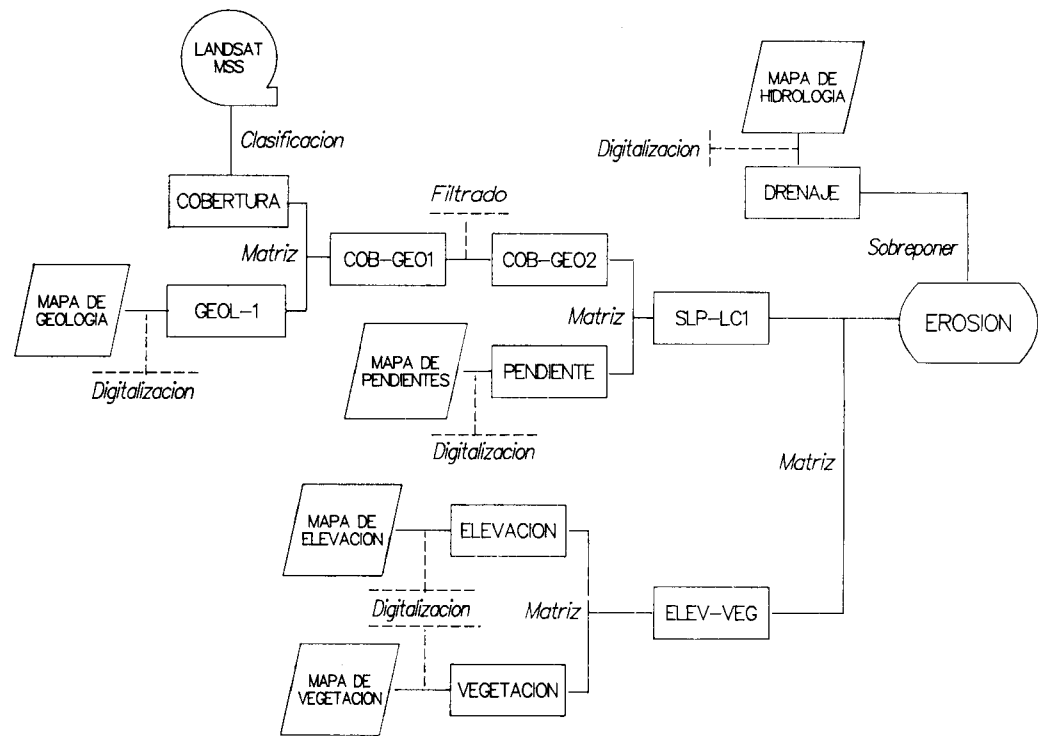 LANDSAT
MSS
Clasificacion
COBERTURA
MAPA DE
HIDROLOGIA
Digitalizacion
DRENAJE
Filtrado
Matriz
COB-GEO1
COB-GEO2
Sobreponer
MAPA DE
GEOLOGIA
GEOL-1
Digitalizacion
Matriz
SLP-LC1
EROSION
MAPA DE
PENDIENTES
PENDIENTE
Digitalizacion
Matriz
MAPA DE
ELEVACION
ELEVACION
Digitalizacion
Matriz
ELEV-VEG
MAPA DE
VEGETACION
VEGETACION